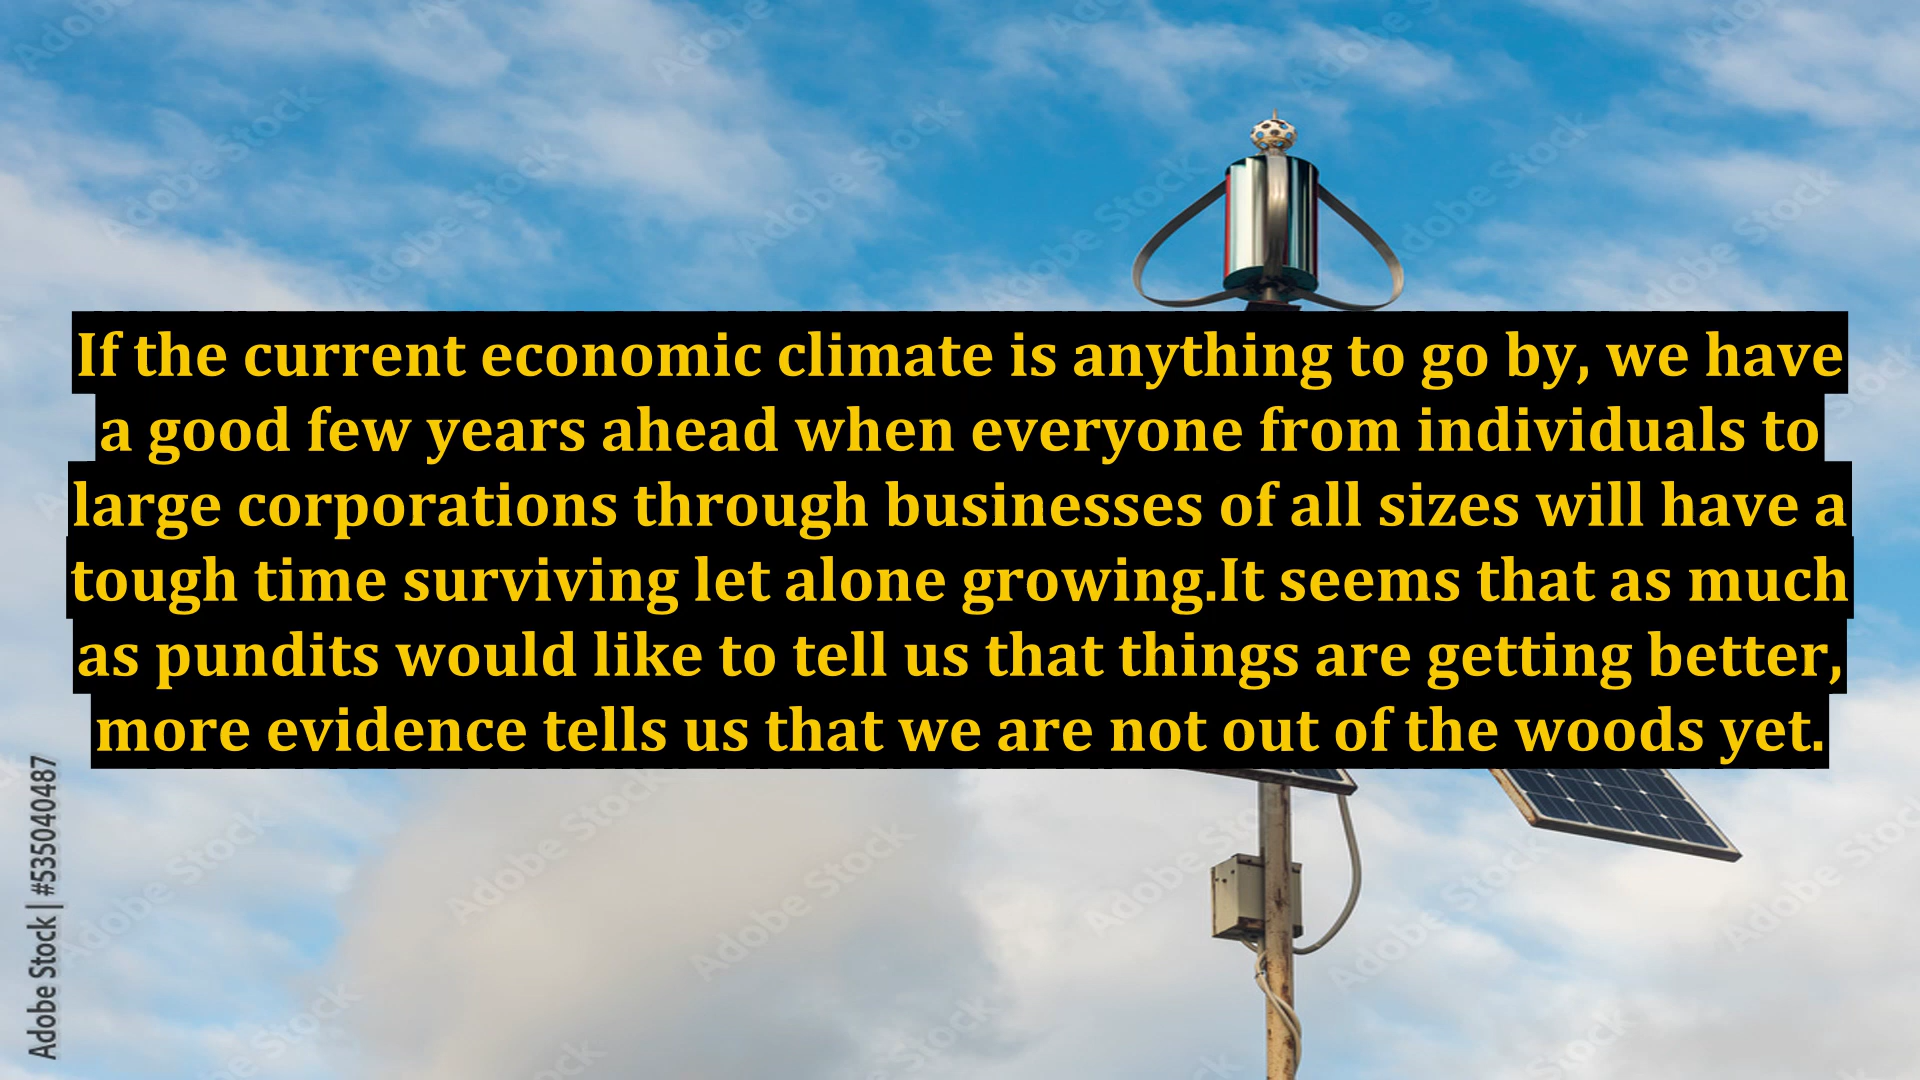 If the current economic climate is anything to go by, we have
a good few years ahead when everyone from individuals to
large corporations through businesses of all sizes will have a
tough time surviving let alone growing.It seems that as much
as pundits would like to tell us that things are getting better,
more evidence tells us that we are not out of the woods yet.
Adobe Stock | #535040487
Adobe Stock